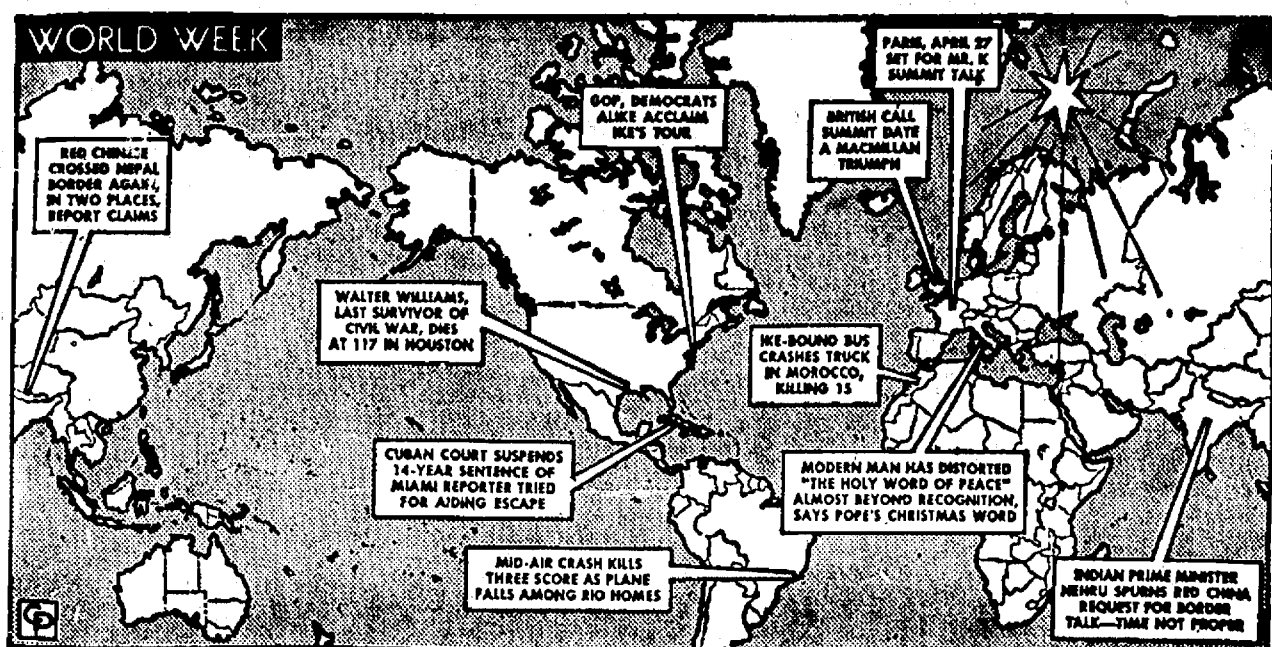 WORLD WEEK
PARIS, APRIL 27
SET FOR MR. K
SUMMIT TALK
GOP, DEMOCRATS
ALIKE ACCLAIM
IKE'S TOUR
BRITISH CALL
SUMMIT DATE
A MACMILLAN
TRIUMPH
RED CHINESE
CROSSED NEPAL
BORDER AGAIN,
IN TWO PLACES,
REPORT CLAIMS
WALTER WILLIAMS,
LAST SURVIVOR OF
CIVIL WAR, DIES
AT 117 IN HOUSTON
IKE-BOUND BUS
CRASHES TRUCK
IN MOROCCO,
KILLING 15
CUBAN COURT SUSPENDS
14-YEAR SENTENCE OF
MIAMI REPORTER TRIED
FOR AIDING ESCAPE
MODERN MAN HAS DISTORTED
"THE HOLY WORD OF PEACE"
ALMOST BEYOND RECOGNITION,
SAYS POPE'S CHRISTMAS WORD
MID-AIR CRASH KILLS
THREE SCORE AS PLANE
FALLS AMONG RIO HOMES
INDIAN PRIME MINISTER
NEHRU SPURNS RED CHINA
REQUEST FOR BORDER
TALK—TIME NOT PROPER
CP